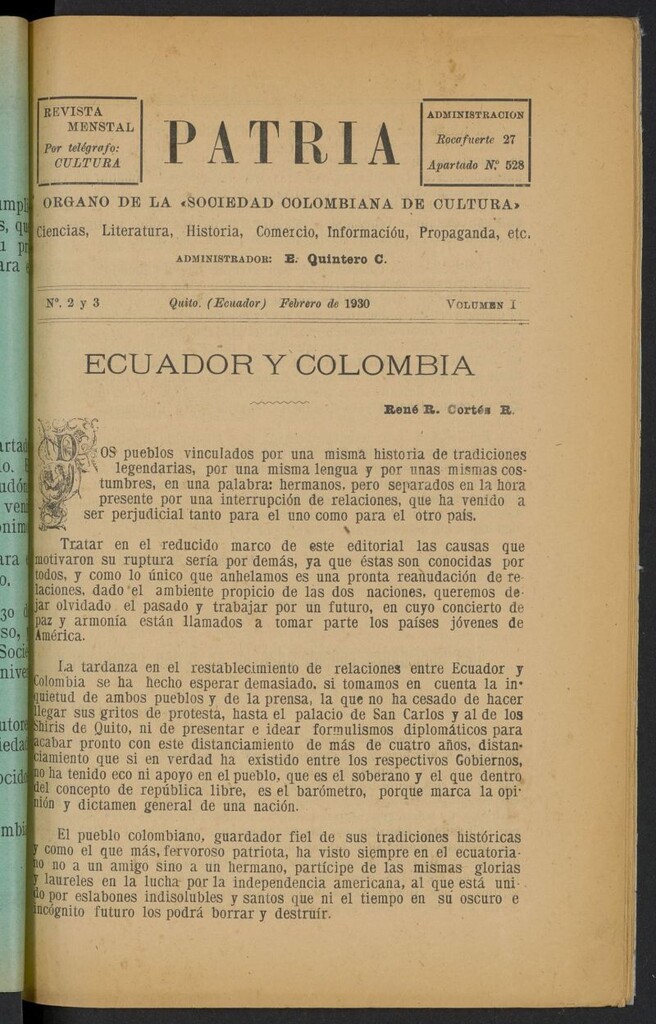 REVISTA
MENSTAL
Por telégrafo:
CULTURA
PATRIA
ADMINISTRACION
Rocafuerte 27
Apartado N.º 528
ORGANO DE LA «SOCIEDAD COLOMBIANA DE CULTURA»
Ciencias, Literatura, Historia, Comercio, Informacióu, Propaganda, etc.
ADMINISTRADOR: E. Quintero C.
Nº. 2 y 3
Quito. (Ecuador) Febrero de 1930
VOLUMEN I
ECUADOR Y COLOMBIA
René R. Cortés R.
DOS pueblos vinculados por una misma historia de tradiciones
legendarias, por una misma lengua y por unas mismas cos-
tumbres, en una palabra: hermanos, pero separados en la hora
presente por una interrupción de relaciones, que ha venido a
ser perjudicial tanto para el uno como para el otro país.
Tratar en el reducido marco de este editorial las causas que
motivaron su ruptura sería por demás, ya que éstas son conocidas por
todos, y como lo único que anhelamos es una pronta reanudación de re
laciones, dado el ambiente propicio de las dos naciones, queremos de-
jar olvidado el pasado y trabajar por un futuro, en cuyo concierto de
paz y armonía están llamados a tomar parte los países jóvenes de
América.
La tardanza en el restablecimiento de relaciones entre Ecuador y
Colombia se ha hecho esperar demasiado, si tomamos en cuenta la in-
quietud de ambos pueblos y de la prensa, la que no ha cesado de hacer
llegar sus gritos de protesta, hasta el palacio de San Carlos y al de los
Shiris de Quito, ni de presentar e idear formulismos diplomáticos para
acabar pronto con este distanciamiento de más de cuatro años, distan-
ciamiento que si en verdad ha existido entre los respectivos Gobiernos,
no ha tenido eco ni apoyo en el pueblo, que es el soberano y el que dentro
del concepto de república libre, es el barómetro, porque marca la opi-
nión y dictamen general de una nación.
El pueblo colombiano, guardador fiel de sus tradiciones históricas
y como el que más, fervoroso patriota, ha visto siempre en el ecuatoria-
no no a un amigo sino a un hermano, partícipe de las mismas glorias
y laureles en la lucha por la independencia americana, al que está uni-
do por eslabones indisolubles y santos que ni el tiempo en su oscuro e
incógnito futuro los podrá borrar y destruír.